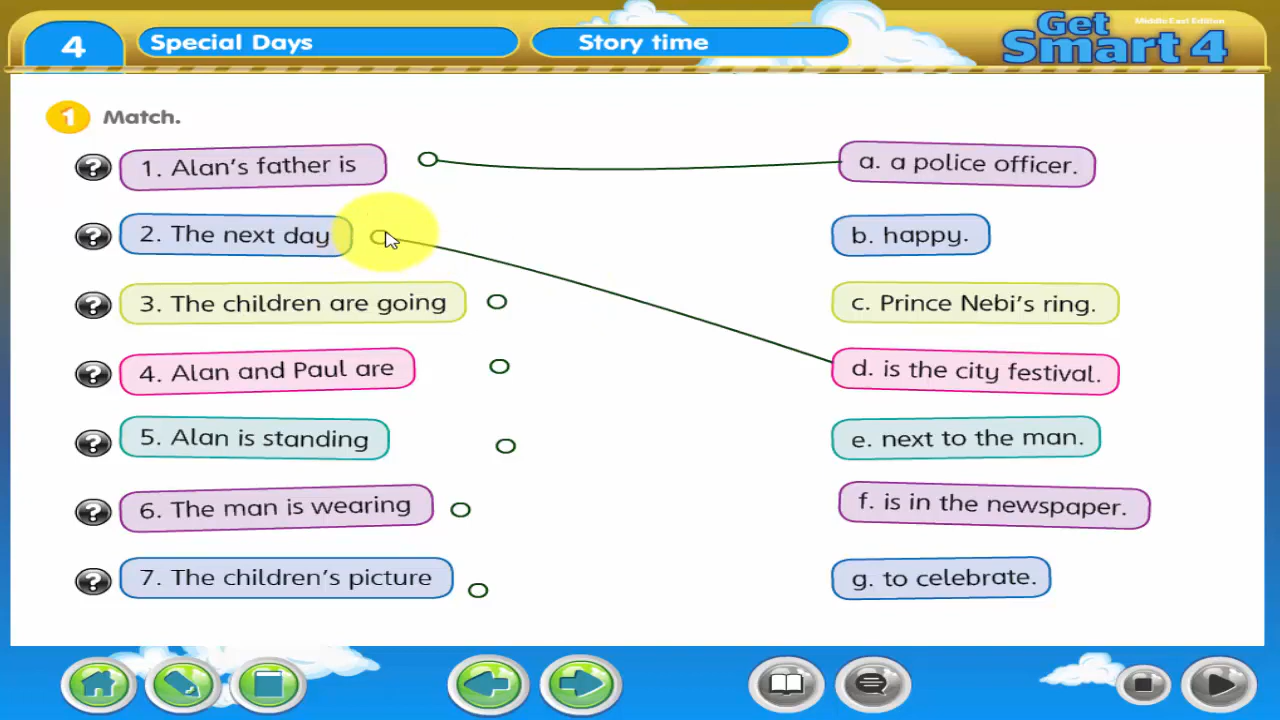 4 Special Days Story time Middle East Edition
Get Smart 4
1 Match.
? 1. Alan's father is a. a police officer.
? 2. The next day b. happy.
? 3. The children are going c. Prince Nebi's ring.
? 4. Alan and Paul are d. is the city festival.
? 5. Alan is standing e. next to the man.
? 6. The man is wearing f. is in the newspaper.
? 7. The children's picture g. to celebrate.